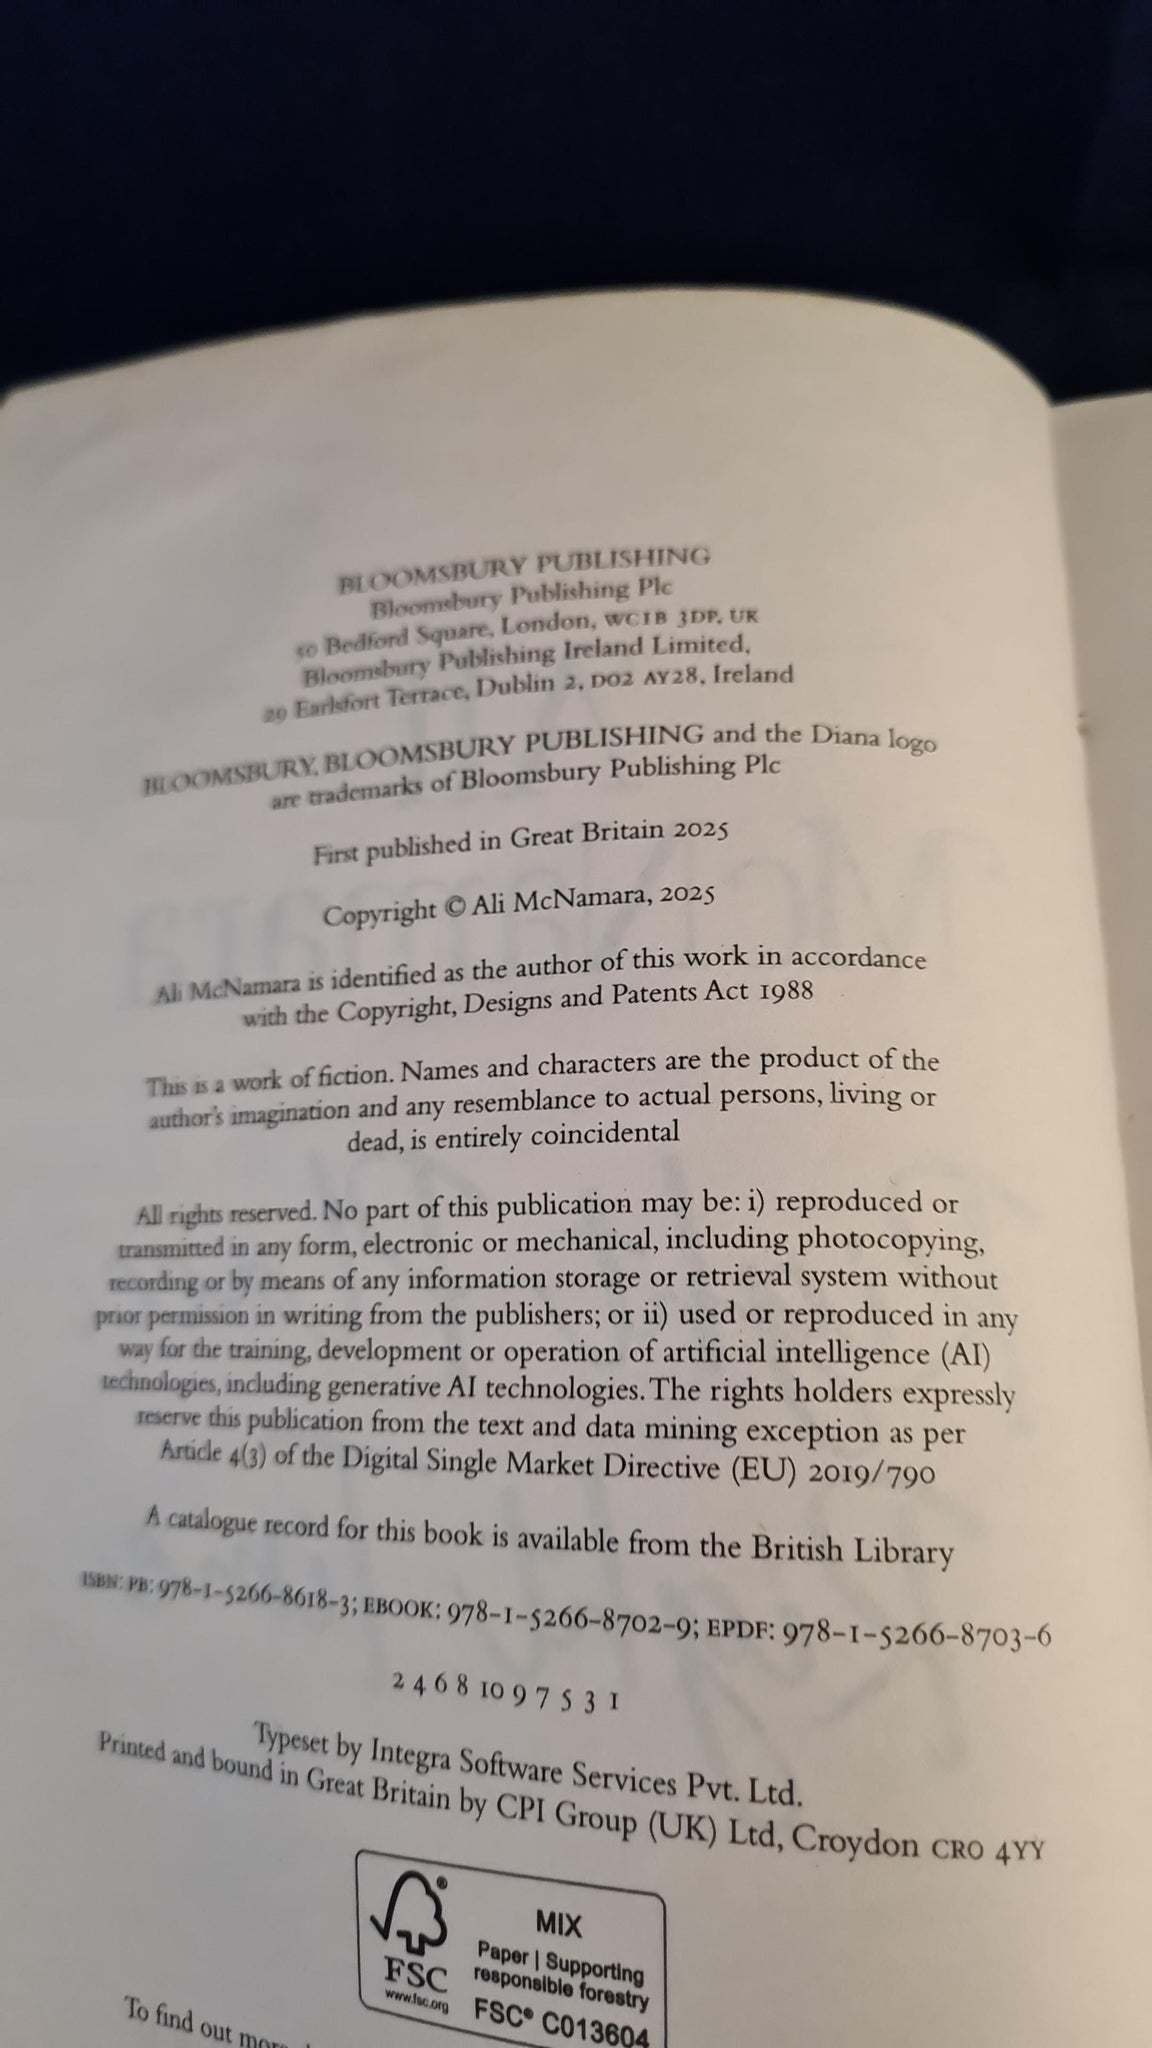 BLOOMSBURY PUBLISHING
Bloomsbury Publishing Plc
50 Bedford Square, London, WC1B 3DP, UK
Bloomsbury Publishing Ireland Limited,
29 Earlsfort Terrace, Dublin 2, D02 AY28, Ireland
BLOOMSBURY, BLOOMSBURY PUBLISHING and the Diana logo
are trademarks of Bloomsbury Publishing Plc
First published in Great Britain 2025
Copyright © Ali McNamara, 2025
Ali McNamara is identified as the author of this work in accordance
with the Copyright, Designs and Patents Act 1988
This is a work of fiction. Names and characters are the product of the
author's imagination and any resemblance to actual persons, living or
dead, is entirely coincidental
All rights reserved. No part of this publication may be: i) reproduced or
transmitted in any form, electronic or mechanical, including photocopying,
recording or by means of any information storage or retrieval system without
prior permission in writing from the publishers; or ii) used or reproduced in any
way for the training, development or operation of artificial intelligence (AI)
technologies, including generative AI technologies. The rights holders expressly
reserve this publication from the text and data mining exception as per
Article 4(3) of the Digital Single Market Directive (EU) 2019/790
A catalogue record for this book is available from the British Library
ISBN: PB: 978-1-5266-8618-3; EBOOK: 978-1-5266-8702-9; EPDF: 978-1-5266-8703-6
2 4 6 8 10 9 7 5 3 1
Typeset by Integra Software Services Pvt. Ltd.
Printed and bound in Great Britain by CPI Group (UK) Ltd, Croydon CR0 4YY
FSC
www.fsc.org
MIX
Paper | Supporting
responsible forestry
FSC® C013604
To find out more